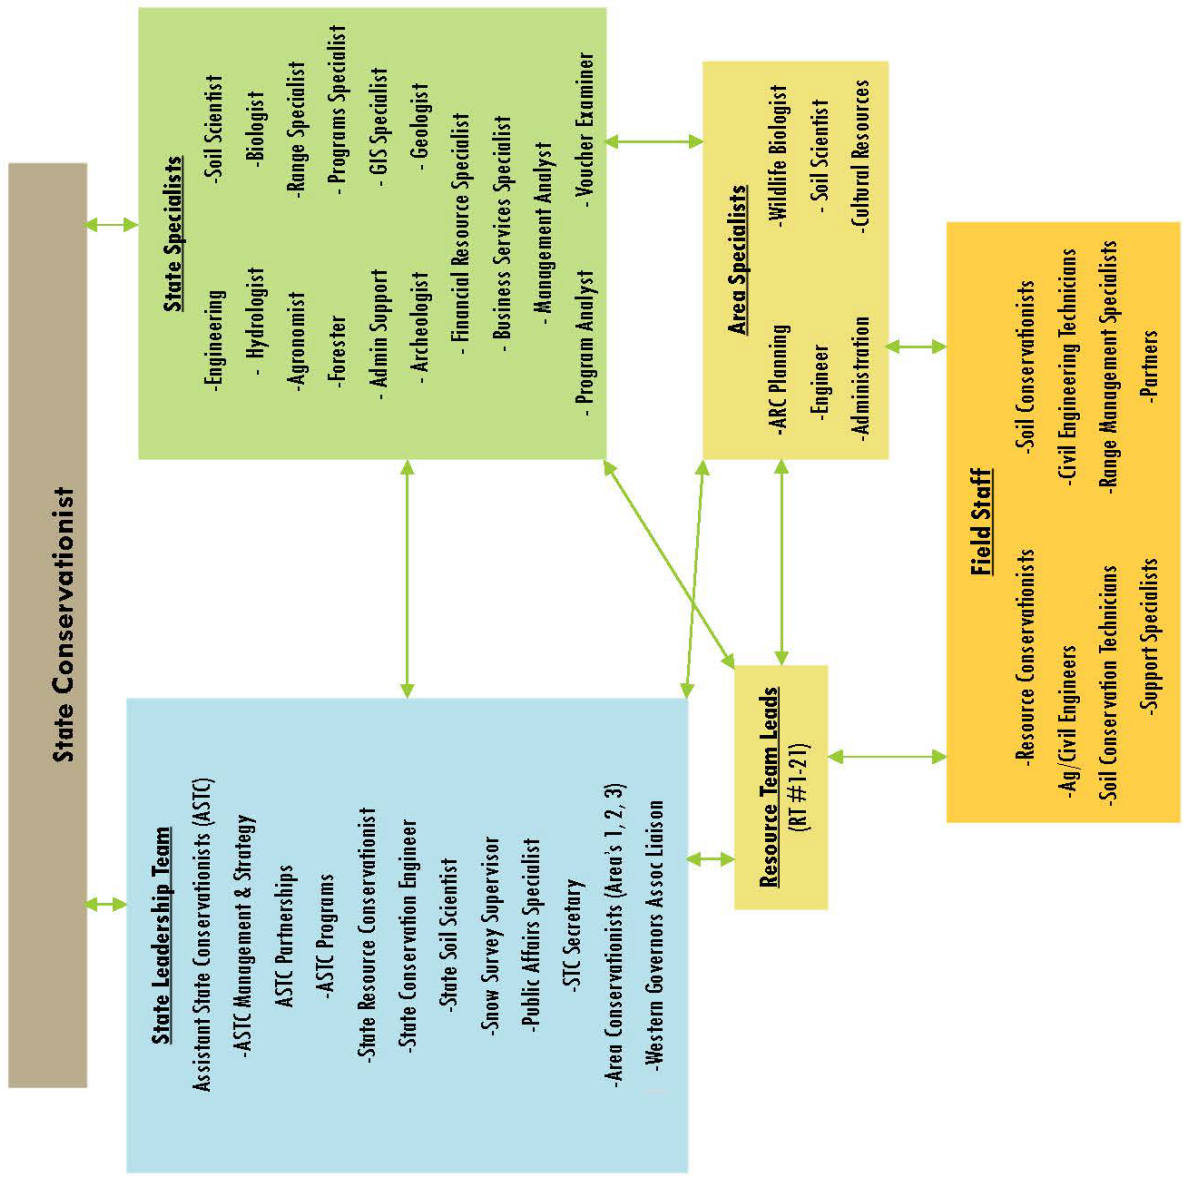 State Conservationist
State Leadership Team
Assistant State Conservationists (ASTC)
-ASTC Management & Strategy
ASTC Partnerships
-ASTC Programs
-State Resource Conservationist
-State Conservation Engineer
-State Soil Scientist
-Snow Survey Supervisor
-Public Affairs Specialist
-STC Secretary
-Area Conservationists (Area's 1, 2, 3)
-Western Governors Assoc Liaison
State Specialists
-Engineering -Soil Scientist
- Hydrologist -Biologist
-Agronomist -Range Specialist
-Forester - Programs Specialist
-Admin Support - GIS Specialist
- Archeologist - Geologist
- Financial Resource Specialist
- Business Services Specialist
- Management Analyst
- Program Analyst - Voucher Examiner
Resource Team Leads
(RT #1-21)
Area Specialists
-ARC Planning -Wildlife Biologist
-Engineer - Soil Scientist
-Administration -Cultural Resources
Field Staff
-Resource Conservationists -Soil Conservationists
-Ag/Civil Engineers -Civil Engineering Technicians
-Soil Conservation Technicians -Range Management Specialists
-Support Specialists -Partners